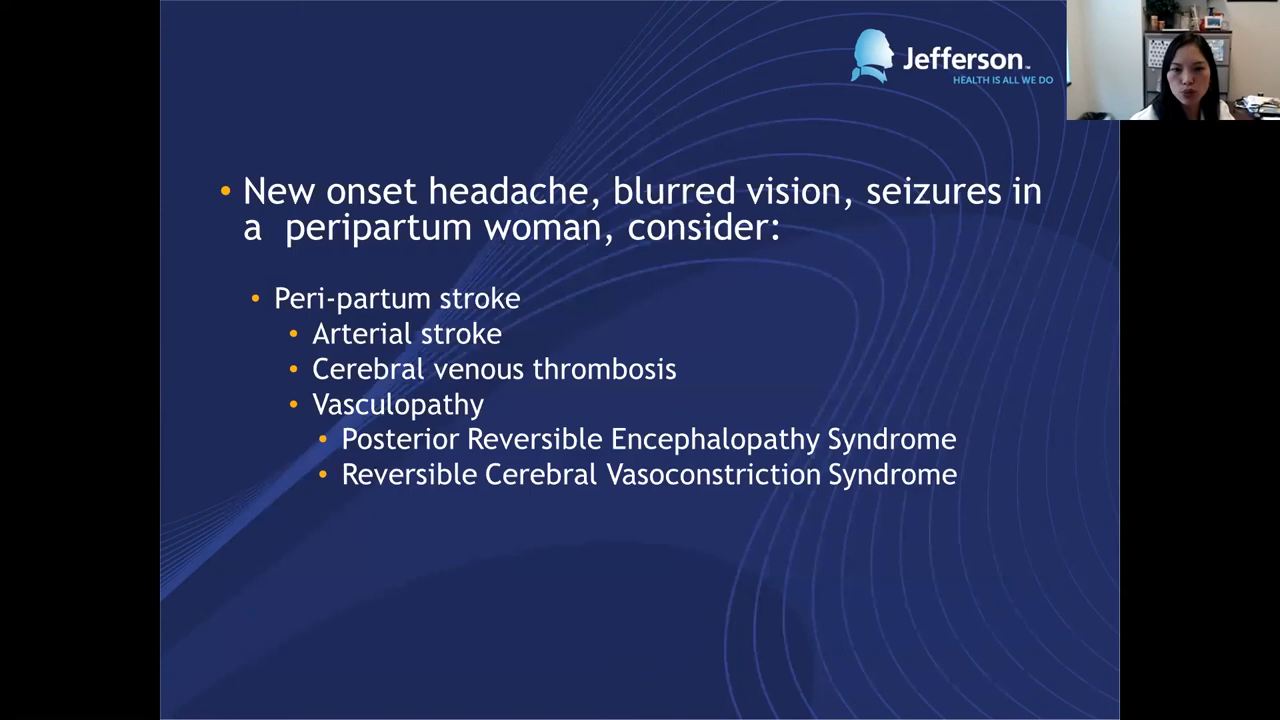 Jefferson™
HEALTH IS ALL WE DO
• New onset headache, blurred vision, seizures in
a peripartum woman, consider:
• Peri-partum stroke
• Arterial stroke
• Cerebral venous thrombosis
• Vasculopathy
• Posterior Reversible Encephalopathy Syndrome
• Reversible Cerebral Vasoconstriction Syndrome